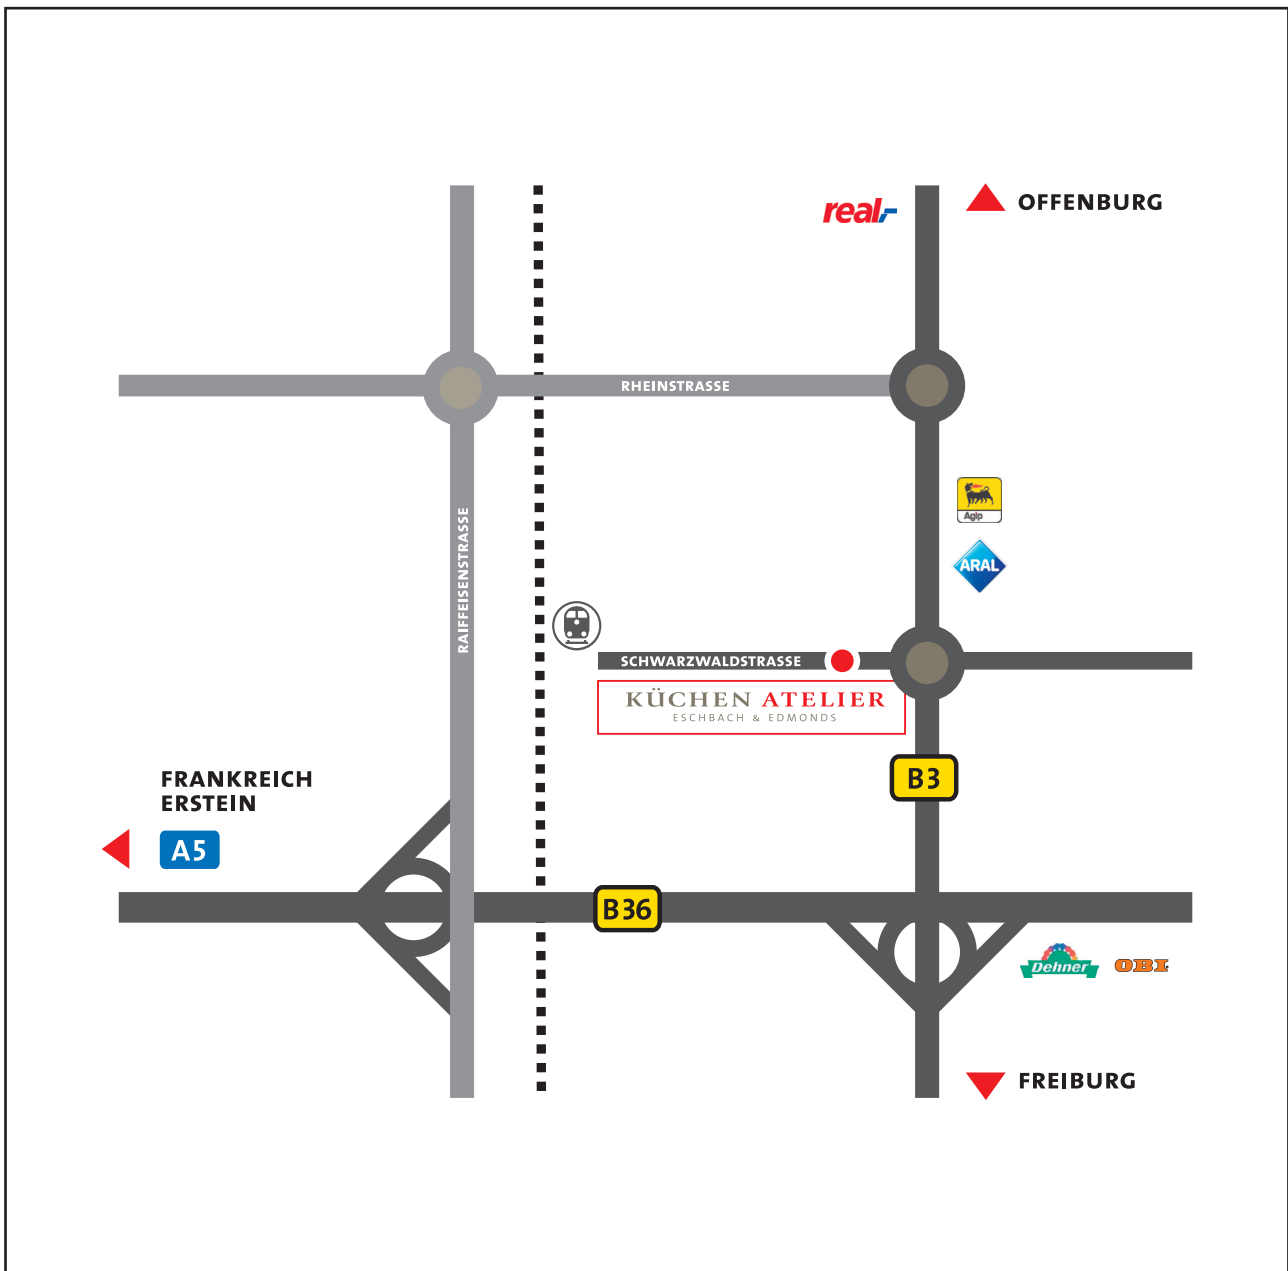 real,-
OFFENBURG
RHEINSTRASSE
Agip
ARAL
RAIFFEISENSTRASSE
SCHWARZWALDSTRASSE
KÜCHEN ATELIER
ESCHBACH & EDMONDS
B3
FRANKREICH
ERSTEIN
A5
B36
Dehner
OBI
FREIBURG